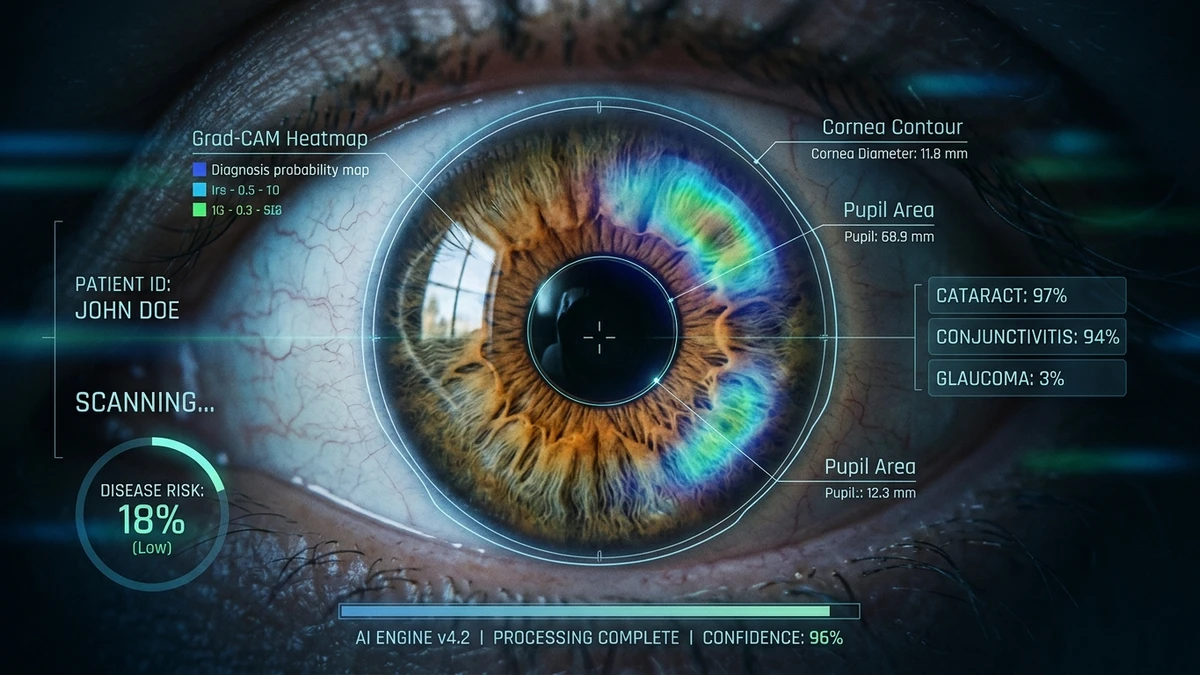 Grad-CAM Heatmap
Diagnosis probability map
Irs - 0.5 - 10
1G - 0.3 -
PATIENT ID:
JOHN DOE
SCANNING...
DISEASE RISK:
18%
(Low)
Cornea Contour
Cornea Diameter: 11.8 mm
Pupil Area
Pupil: 68.9 mm
CATARACT: 97%
CONJUNCTIVITIS: 94%
GLAUCOMA: 3%
Pupil Area
Pupil.: 12.3 mm
AI ENGINE v4.2 | PROCESSING COMPLETE | CONFIDENCE: 96%